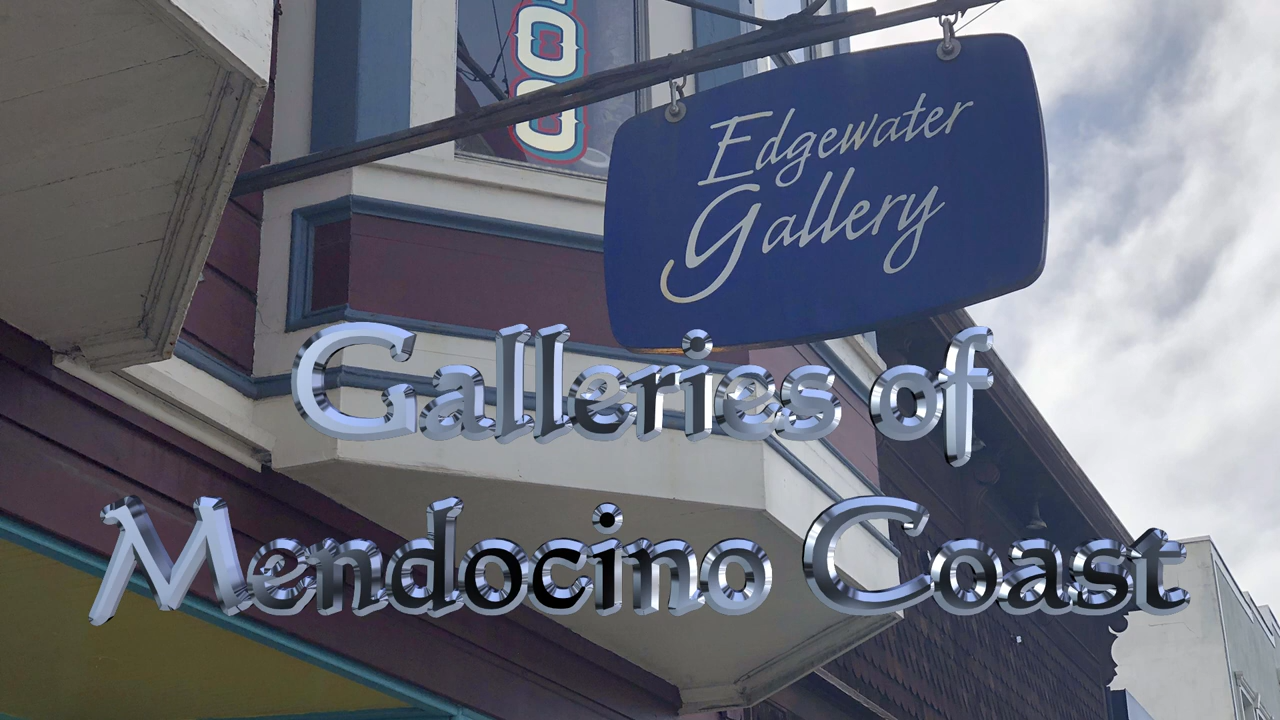 Edgewater
Gallery
Galleries of
Mendocino Coast